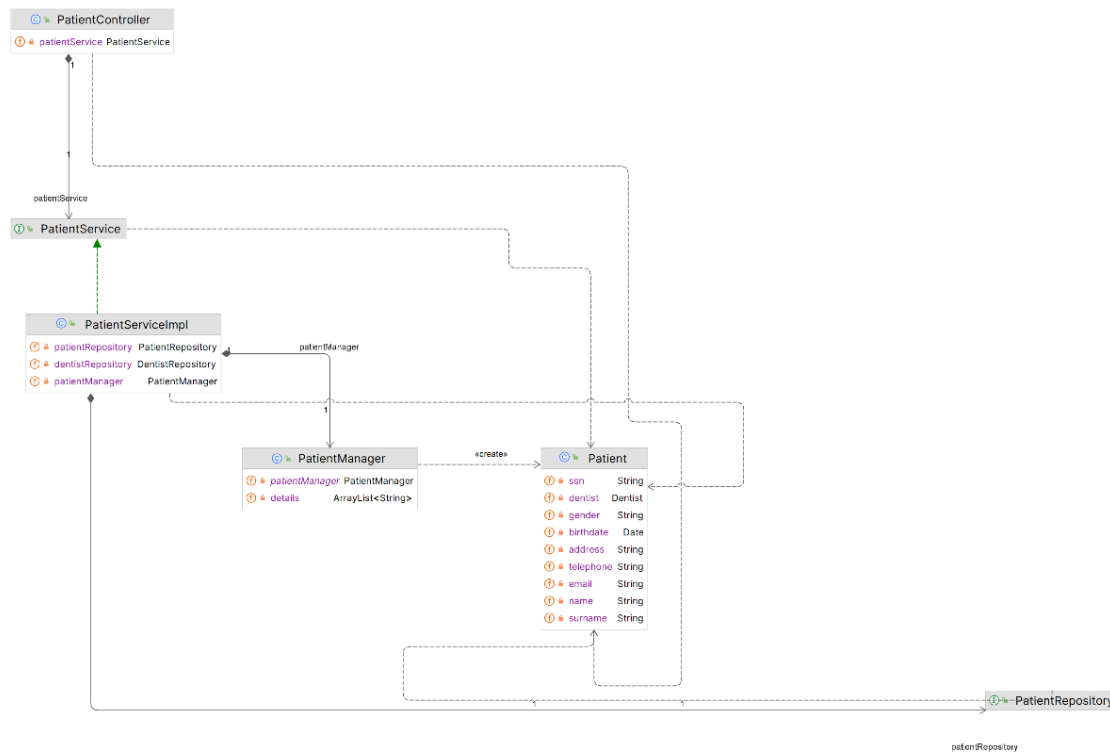 PatientController
patientService PatientService
1
1
patientService
PatientService
PatientServiceImpl
patientRepository PatientRepository
dentistRepository DentistRepository
patientManager PatientManager
1
patientManager
1
PatientManager
patientManager PatientManager
details ArrayList<String>
«create»
Patient
ssn String
dentist Dentist
gender String
birthdate Date
address String
telephone String
email String
name String
surname String
PatientRepository
1
1
patientRepository